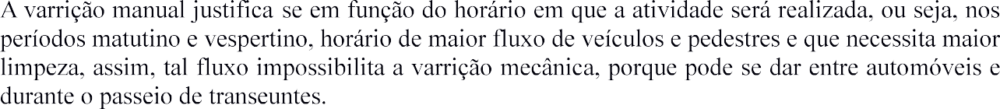 A varrição manual justifica se em função do horário em que a atividade será realizada, ou seja, nos
períodos matutino e vespertino, horário de maior fluxo de veículos e pedestres e que necessita maior
limpeza, assim, tal fluxo impossibilita a varrição mecânica, porque pode se dar entre automóveis e
durante o passeio de transeuntes.